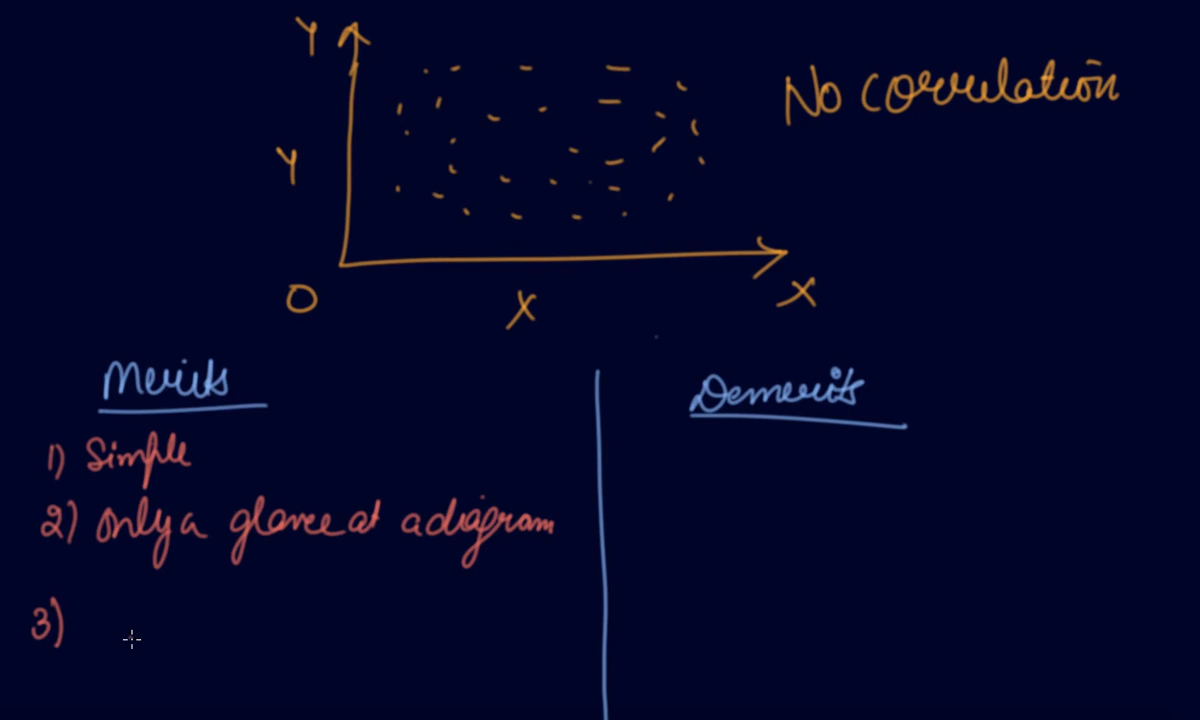 Y
No correlation
Y
O
X
X
Merits
Demerits
1) Simple
2) Only a glance at a diagram
3)